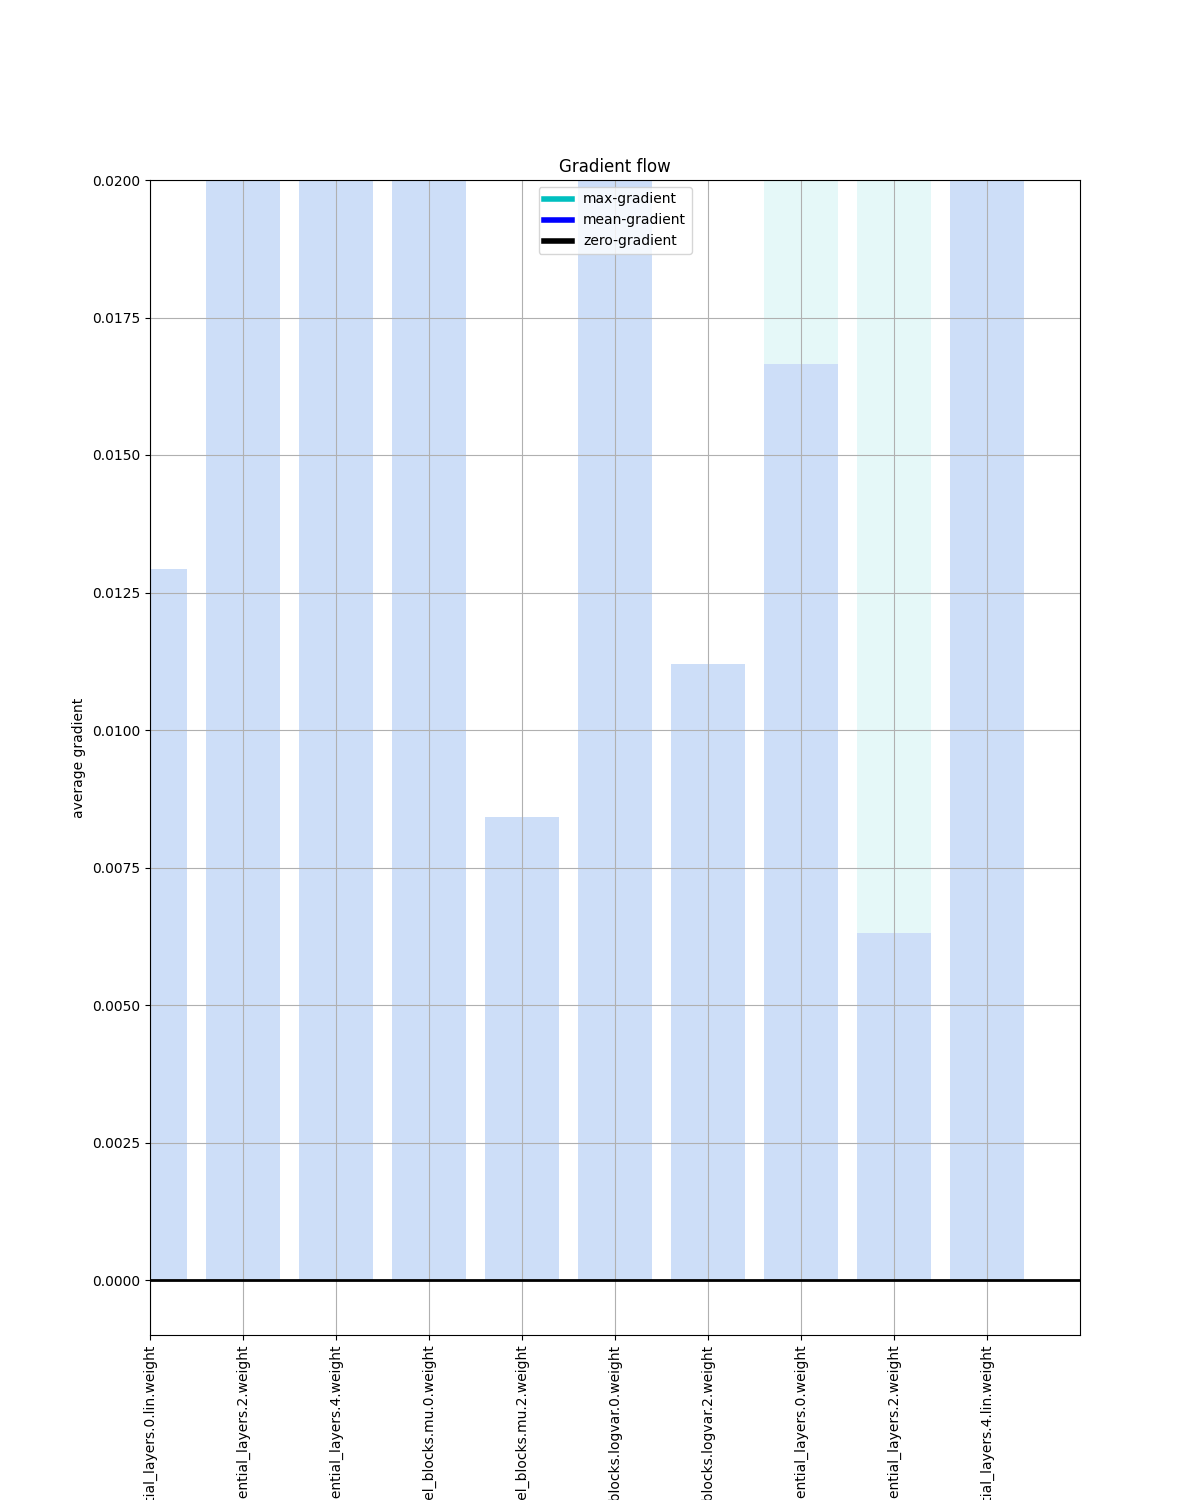 Gradient flow
max-gradient
mean-gradient
zero-gradient
0.0200
0.0175
0.0150
0.0125
0.0100
0.0075
0.0050
0.0025
0.0000
average gradient
tial_layers.0.lin.weight
ential_layers.2.weight
ential_layers.4.weight
el_blocks.mu.0.weight
el_blocks.mu.2.weight
blocks.logvar.0.weight
blocks.logvar.2.weight
ential_layers.0.weight
ential_layers.2.weight
tial_layers.4.lin.weight